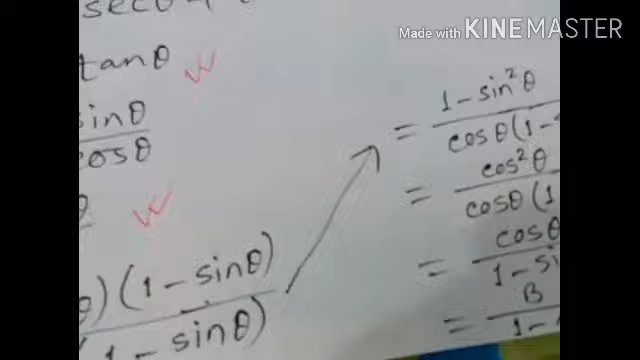 secθ
tanθ
sinθ
cosθ
θ) (1 - sinθ)
(1 - sinθ)
= 1 - sin²θ
cosθ (1 -
= cos²θ
cosθ (1
= cosθ
1 - si
= B
1 -
Made with KINEMASTER